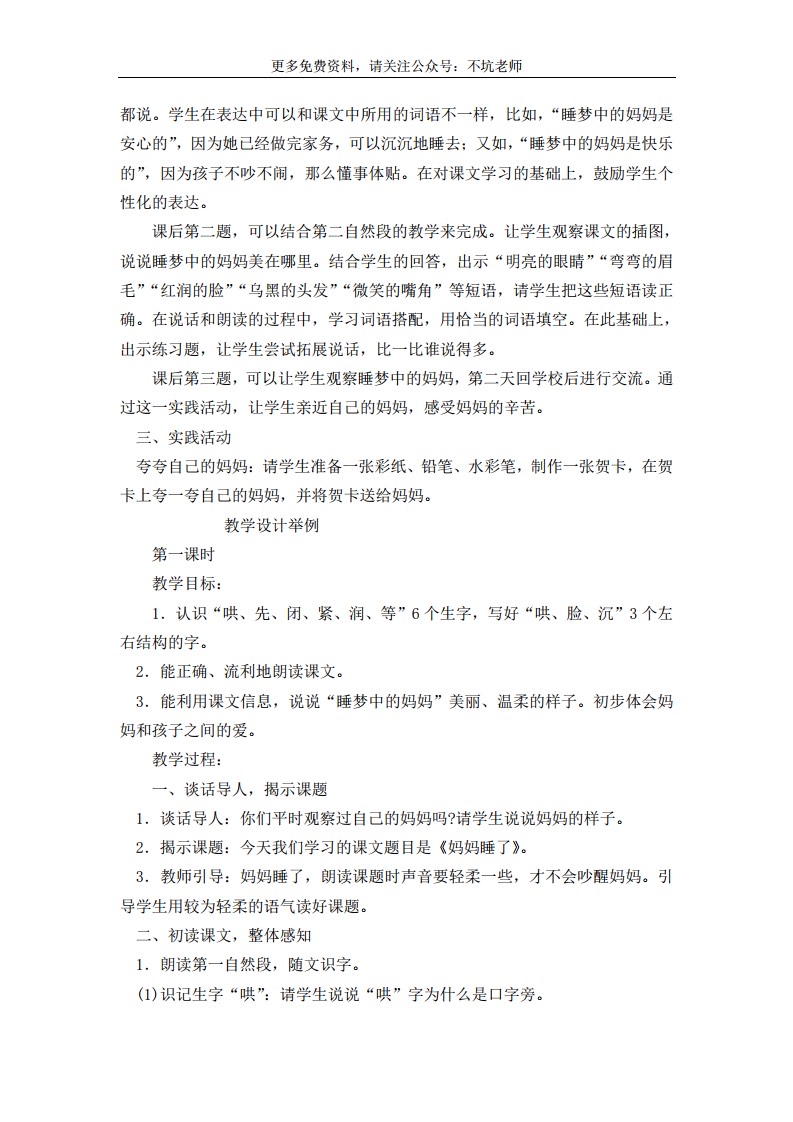 更多免费资料，请关注公众号：不坑老师
都说。学生在表达中可以和课文中所用的词语不一样，比如，“睡梦中的妈妈是
安心的”，因为她已经做完家务，可以沉沉地睡去；又如，“睡梦中的妈妈是快乐
的”，因为孩子不吵不闹，那么懂事体贴。在对课文学习的基础上，鼓励学生个
性化的表达。
课后第二题，可以结合第二自然段的教学来完成。让学生观察课文的插图，
说说睡梦中的妈妈美在哪里。结合学生的回答，出示“明亮的眼睛”“弯弯的眉
毛”“红润的脸”“乌黑的头发”“微笑的嘴角”等短语，请学生把这些短语读正
确。在说话和朗读的过程中，学习词语搭配，用恰当的词语填空。在此基础上，
出示练习题，让学生尝试拓展说话，比一比谁说得多。
课后第三题，可以让学生观察睡梦中的妈妈，第二天回学校后进行交流。通
过这一实践活动，让学生亲近自己的妈妈，感受妈妈的辛苦。
三、实践活动
夸夸自己的妈妈：请学生准备一张彩纸、铅笔、水彩笔，制作一张贺卡，在贺
卡上夸一夸自己的妈妈，并将贺卡送给妈妈。
教学设计举例
第一课时
教学目标：
1．认识“哄、先、闭、紧、润、等”6 个生字，写好“哄、脸、沉”3 个左
右结构的字。
2．能正确、流利地朗读课文。
3．能利用课文信息，说说“睡梦中的妈妈”美丽、温柔的样子。初步体会妈
妈和孩子之间的爱。
教学过程：
一、谈话导人，揭示课题
1．谈话导人：你们平时观察过自己的妈妈吗?请学生说说妈妈的样子。
2．揭示课题：今天我们学习的课文题目是《妈妈睡了》。
3．教师引导：妈妈睡了，朗读课题时声音要轻柔一些，才不会吵醒妈妈。引
导学生用较为轻柔的语气读好课题。
二、初读课文，整体感知
1．朗读第一自然段，随文识字。
(1)识记生字“哄”：请学生说说“哄”字为什么是口字旁。